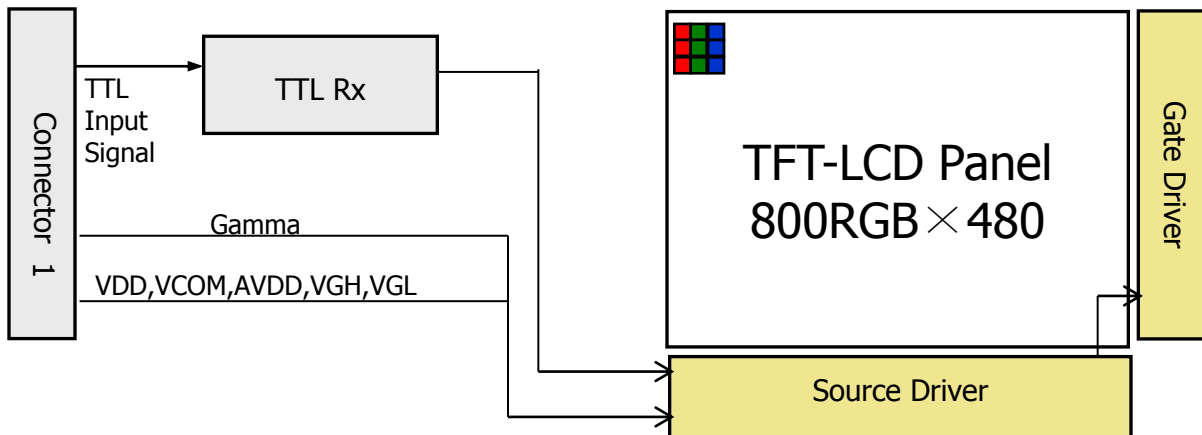 Connector 1
TTL
Input
Signal
TTL Rx
Gamma
VDD,VCOM,AVDD,VGH,VGL
TFT-LCD Panel
800RGB×480
Gate Driver
Source Driver